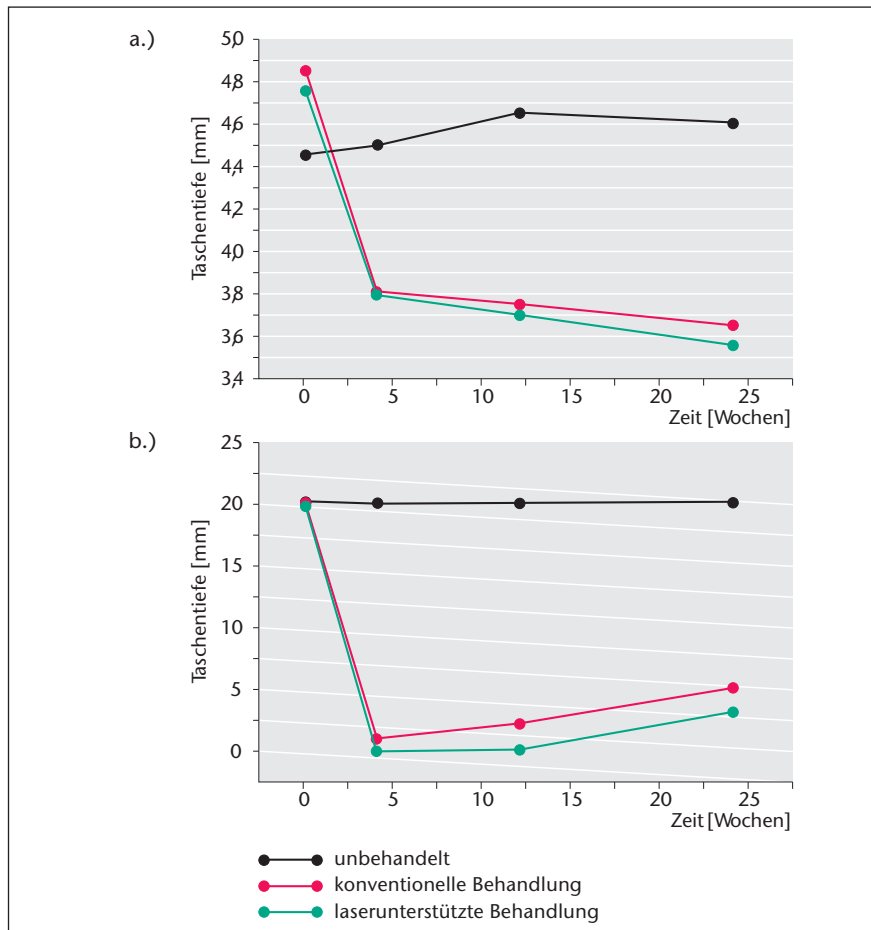 a.)
5,0
4,8
4,6
4,4
4,2
4,0
3,8
3,6
3,4
Taschentiefe [mm]
0 5 10 15 20 25
Zeit [Wochen]
b.)
25
20
15
10
5
0
Taschentiefe [mm]
0 5 10 15 20 25
Zeit [Wochen]
unbehandelt
konventionelle Behandlung
laserunterstützte Behandlung